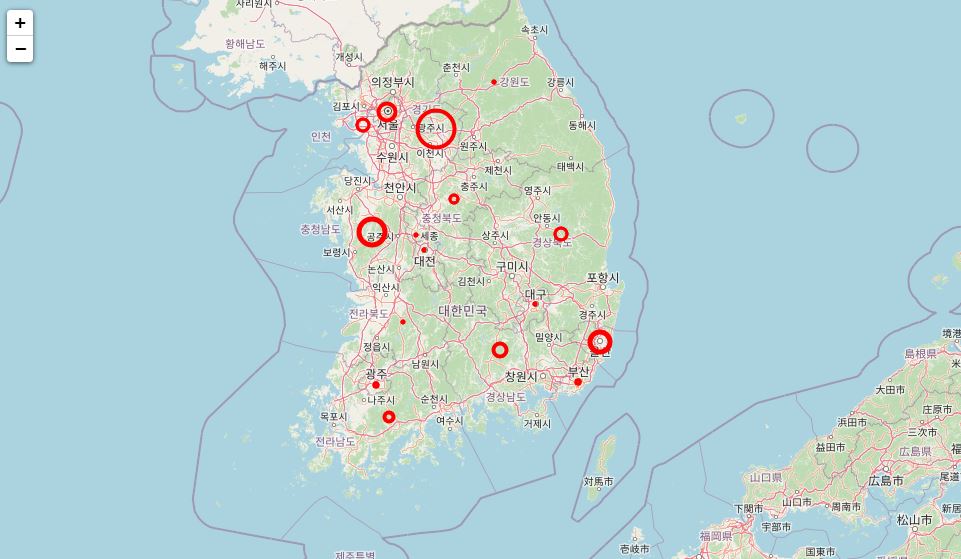 +
−
사리원시
황해남도
개성시
해주시
속초시
춘천시
강원도
강릉시
의정부시
김포시
경기도
서울
인천
광주시
동해시
수원시
이천시
원주시
제천시
태백시
당진시
천안시
충주시
영주시
서산시
충청북도
안동시
충청남도
공주시
세종
상주시
경상북도
보령시
대전
논산시
구미시
포항시
김천시
익산시
대구
전라북도
대한민국
경주시
정읍시
밀양시
울산
남원시
광주
창원시
부산
나주시
순천시
경상남도
목포시
여수시
거제시
전라남도
제주특별
対馬市
壱岐市
境港
島根県
大田市
庄原市
浜田市
三次市
益田市
広島県
山口県
広島市
尾道
山口市
周南市
下関市
宇部市
松山市
新居
福岡県
国東市